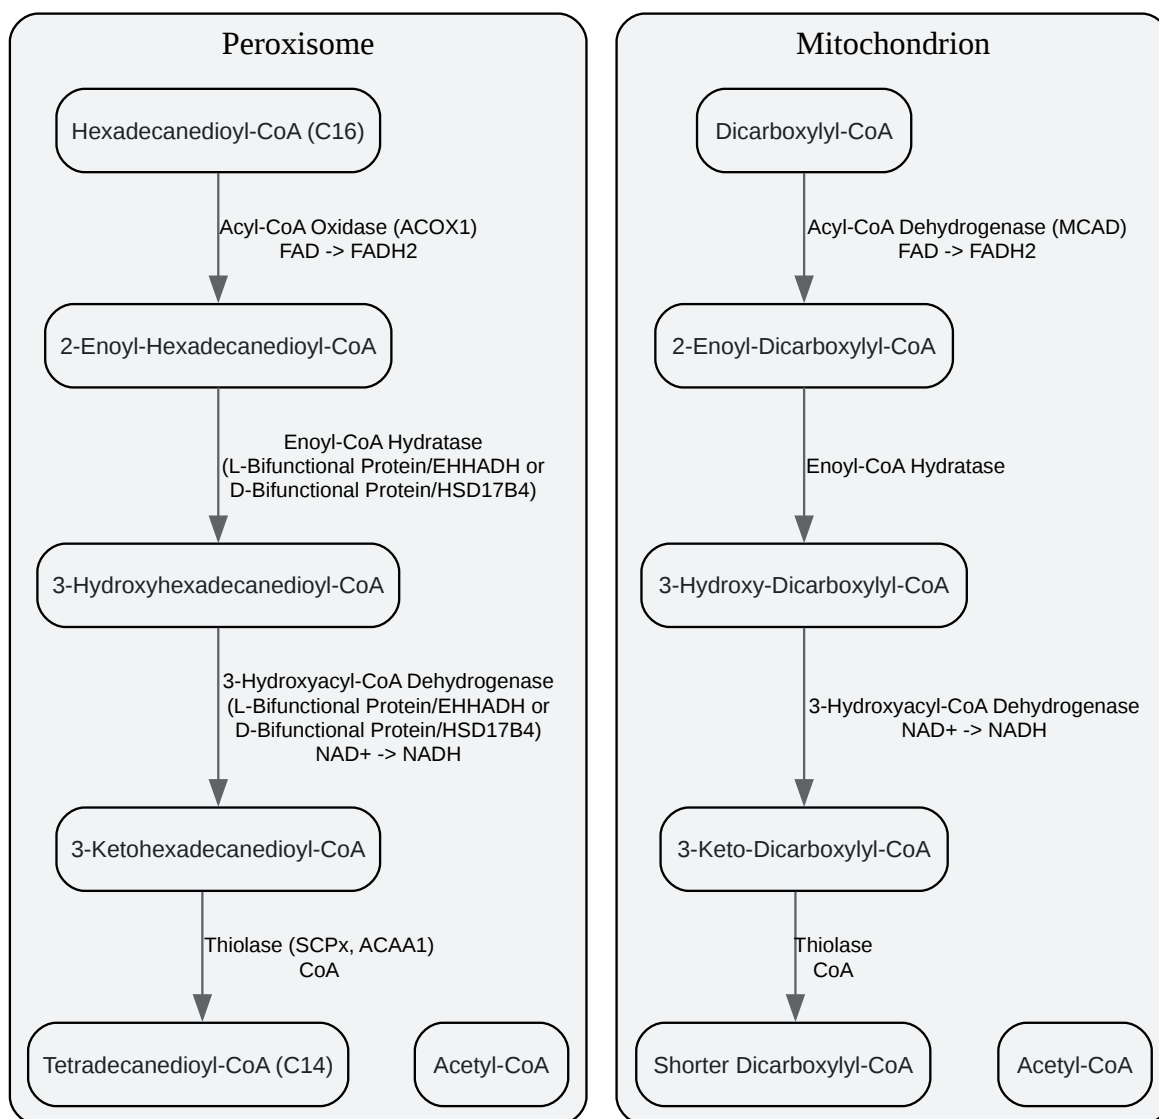 Peroxisome
Hexadecanedioyl-CoA (C16)
Acyl-CoA Oxidase (ACOX1)
FAD -> FADH2
2-Enoyl-Hexadecanedioyl-CoA
Enoyl-CoA Hydratase
(L-Bifunctional Protein/EHHADH or
D-Bifunctional Protein/HSD17B4)
3-Hydroxyhexadecanedioyl-CoA
3-Hydroxyacyl-CoA Dehydrogenase
(L-Bifunctional Protein/EHHADH or
D-Bifunctional Protein/HSD17B4)
NAD+ -> NADH
3-Ketohexadecanedioyl-CoA
Thiolase (SCPx, ACAA1)
CoA
Tetradecanedioyl-CoA (C14)
Acetyl-CoA
Mitochondrion
Dicarboxylyl-CoA
Acyl-CoA Dehydrogenase (MCAD)
FAD -> FADH2
2-Enoyl-Dicarboxylyl-CoA
Enoyl-CoA Hydratase
3-Hydroxy-Dicarboxylyl-CoA
3-Hydroxyacyl-CoA Dehydrogenase
NAD+ -> NADH
3-Keto-Dicarboxylyl-CoA
Thiolase
CoA
Shorter Dicarboxylyl-CoA
Acetyl-CoA